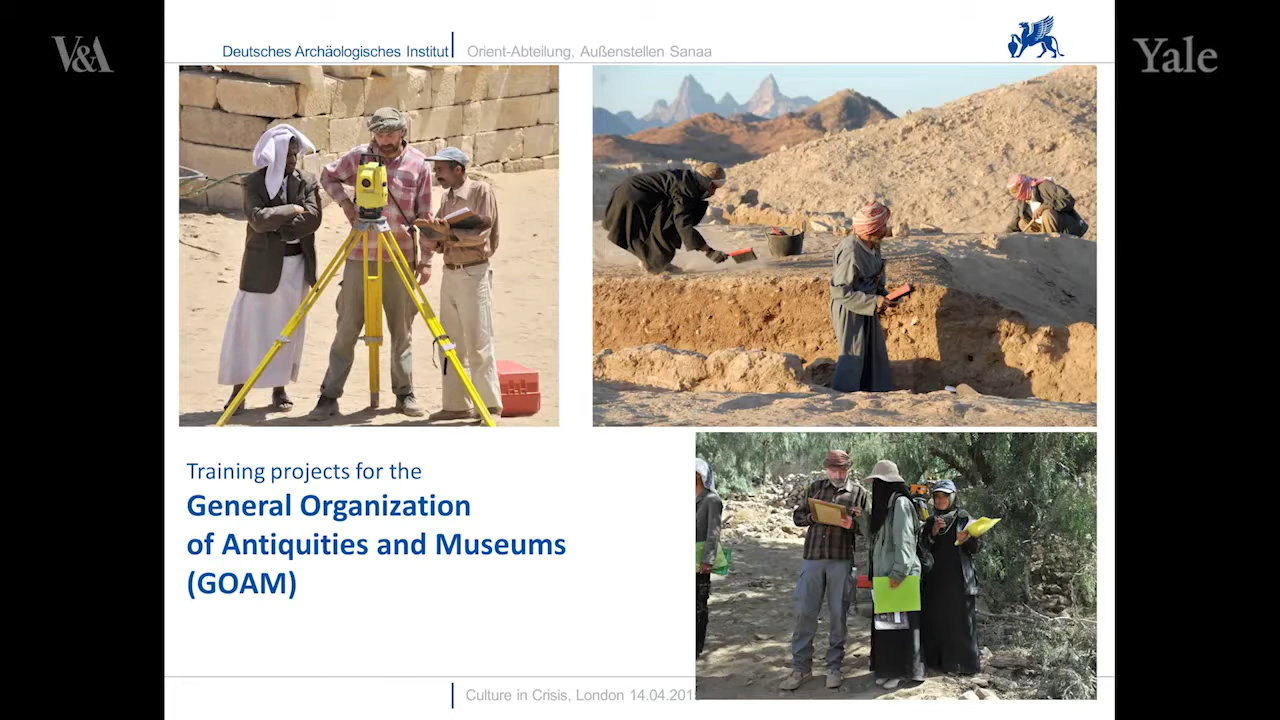 V&A
Deutsches Archäologisches Institut
Orient-Abteilung, Außenstellen Sanaa
Yale
Training projects for the
General Organization
of Antiquities and Museums
(GOAM)
Culture in Crisis, London 14.04.201